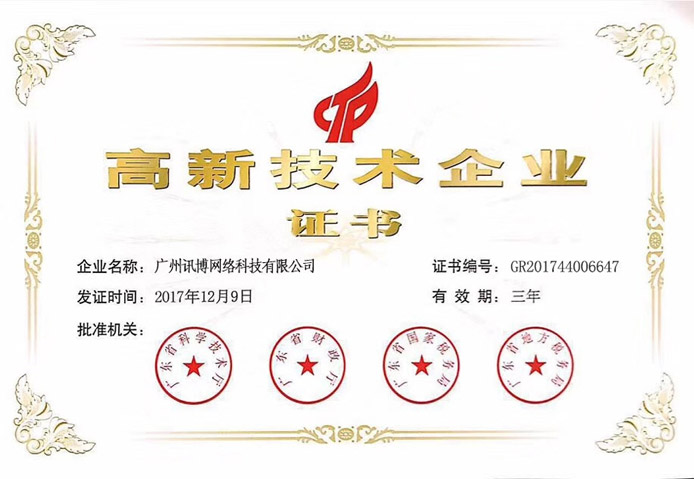 高新技术企业
证书
企业名称：广州讯博网络科技有限公司
证书编号：GR201744006647
发证时间：2017年12月9日
有效期：三年
批准机关：
广东省科学技术厅
广东省财政厅
广东省国家税务局
广东省地方税务局